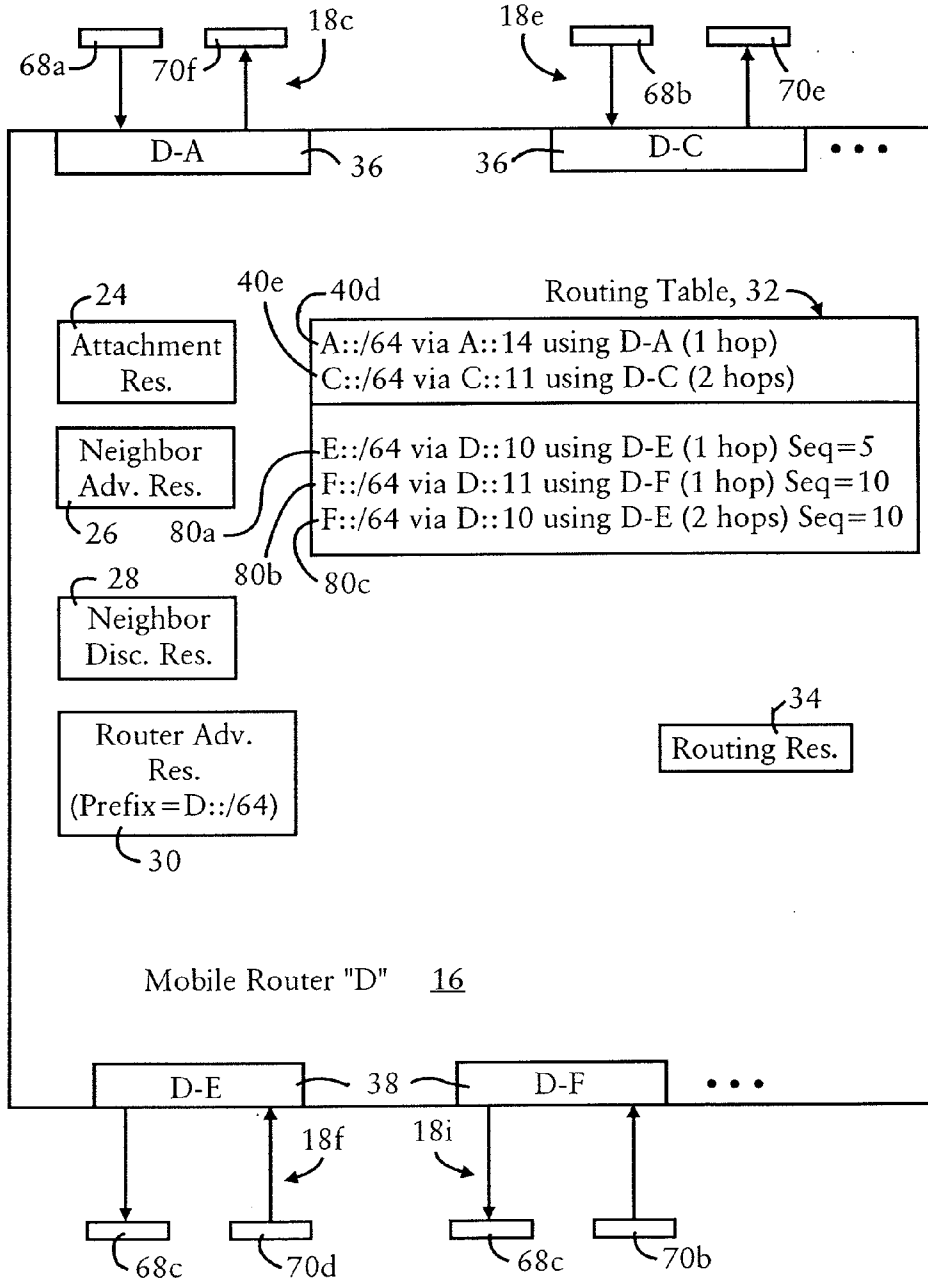 18c
18e
68a
70f
68b
70e
D-A
36
36
D-C
24
40e
40d
Routing Table, 32
Attachment
Res.
A::/64 via A::14 using D-A (1 hop)
C::/64 via C::11 using D-C (2 hops)
Neighbor
Adv. Res.
26
E::/64 via D::10 using D-E (1 hop) Seq=5
F::/64 via D::11 using D-F (1 hop) Seq=10
F::/64 via D::10 using D-E (2 hops) Seq=10
80a
80b
80c
28
Neighbor
Disc. Res.
34
Router Adv.
Res.
(Prefix=D::/64)
Routing Res.
30
Mobile Router "D" 16
D-E
38
D-F
18f
18i
68c
70d
68c
70b